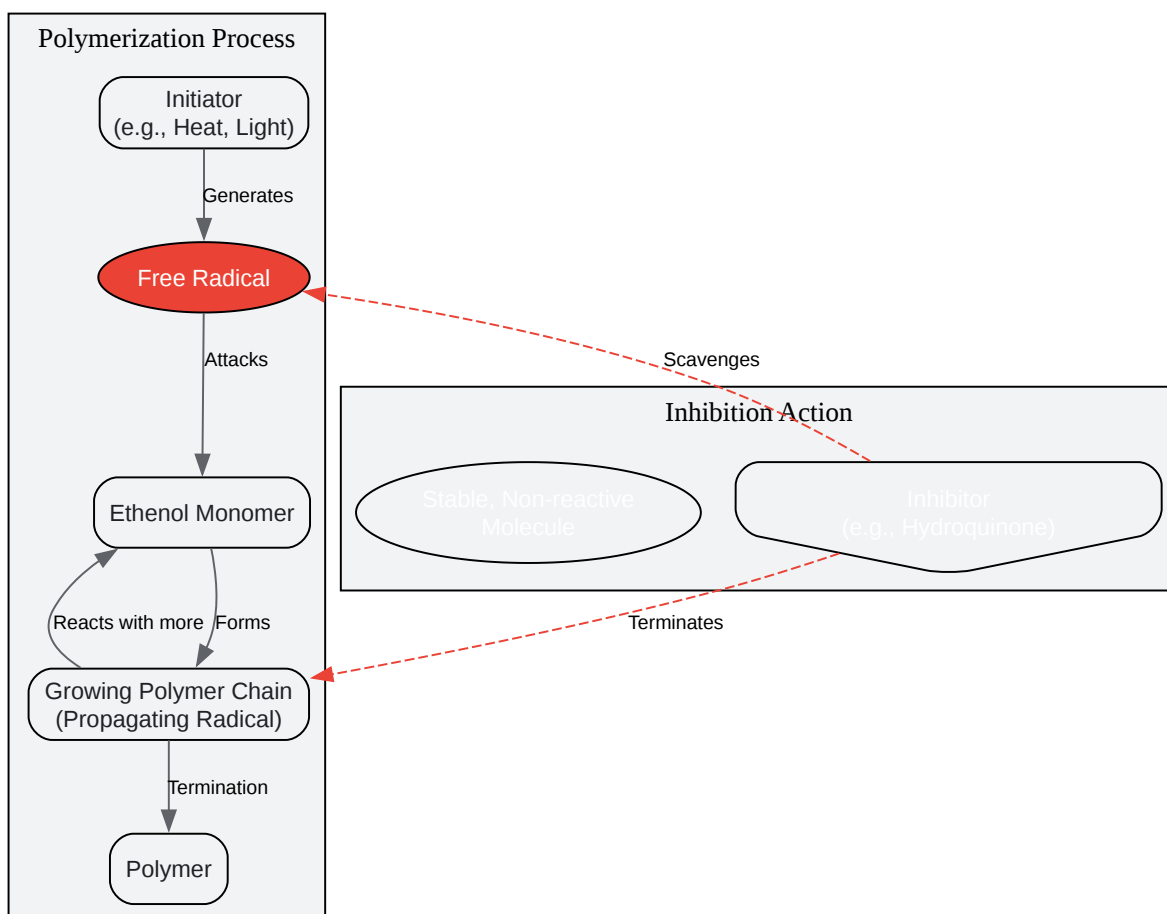 Polymerization Process
Initiator
(e.g., Heat, Light)
Generates
Free Radical
Attacks
Ethenol Monomer
Reacts with more
Forms
Growing Polymer Chain
(Propagating Radical)
Termination
Polymer
Scavenges
Inhibition Action
Stable, Non-reactive
Molecule
Inhibitor
(e.g., Hydroquinone)
Terminates